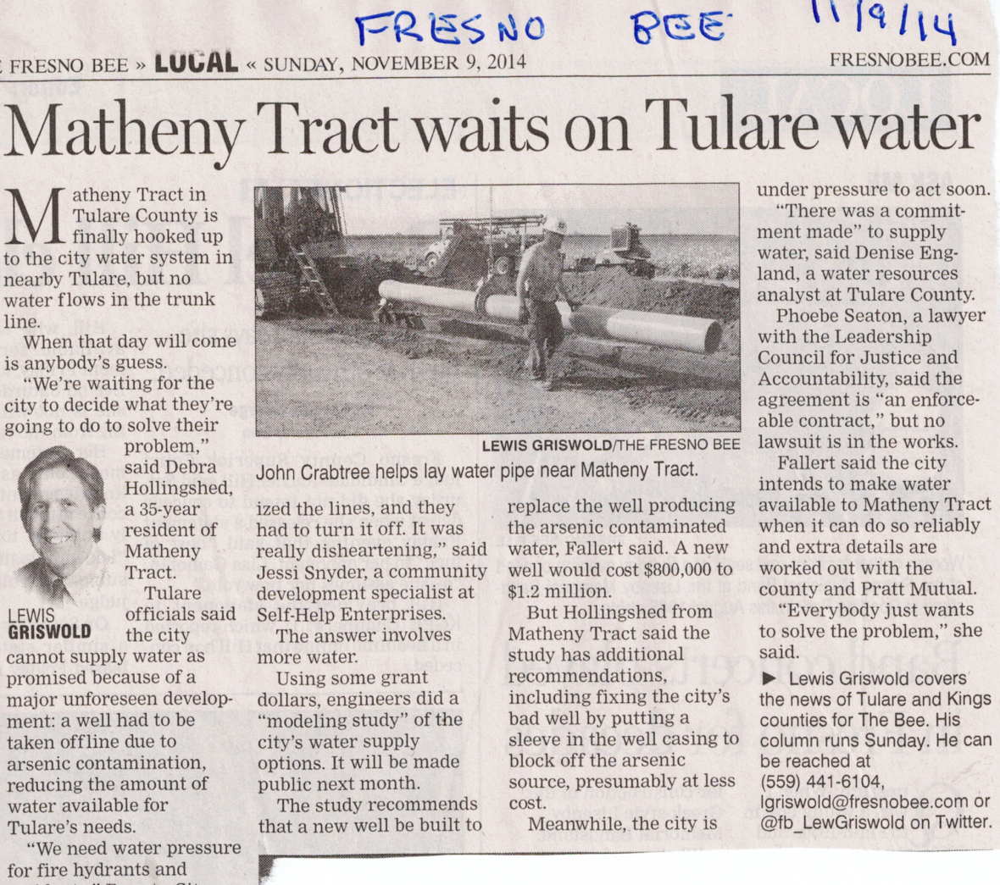 FRESNO BEE 11/9/14
FRESNO BEE » LOCAL « SUNDAY, NOVEMBER 9, 2014
FRESNOBEE.COM
Matheny Tract waits on Tulare water
Matheny Tract in
Tulare County is
finally hooked up
to the city water system in
nearby Tulare, but no
water flows in the trunk
line.
When that day will come
is anybody's guess.
"We're waiting for the
city to decide what they're
going to do to solve their
problem,"
said Debra
Hollingshed,
a 35-year
resident of
Matheny
Tract.
Tulare
officials said
the city
LEWIS
GRISWOLD
cannot supply water as
promised because of a
major unforeseen develop-
ment: a well had to be
taken offline due to
arsenic contamination,
reducing the amount of
water available for
Tulare's needs.
"We need water pressure
for fire hydrants and
LEWIS GRISWOLD/THE FRESNO BEE
John Crabtree helps lay water pipe near Matheny Tract.
ized the lines, and they
had to turn it off. It was
really disheartening," said
Jessi Snyder, a community
development specialist at
Self-Help Enterprises.
The answer involves
more water.
Using some grant
dollars, engineers did a
"modeling study" of the
city's water supply
options. It will be made
public next month.
The study recommends
that a new well be built to
replace the well producing
the arsenic contaminated
water, Fallert said. A new
well would cost $800,000 to
$1.2 million.
But Hollingshed from
Matheny Tract said the
study has additional
recommendations,
including fixing the city's
bad well by putting a
sleeve in the well casing to
block off the arsenic
source, presumably at less
cost.
Meanwhile, the city is
under pressure to act soon.
"There was a commit-
ment made" to supply
water, said Denise Eng-
land, a water resources
analyst at Tulare County.
Phoebe Seaton, a lawyer
with the Leadership
Council for Justice and
Accountability, said the
agreement is "an enforce-
able contract," but no
lawsuit is in the works.
Fallert said the city
intends to make water
available to Matheny Tract
when it can do so reliably
and extra details are
worked out with the
county and Pratt Mutual.
"Everybody just wants
to solve the problem," she
said.
▶ Lewis Griswold covers
the news of Tulare and Kings
counties for The Bee. His
column runs Sunday. He can
be reached at
(559) 441-6104,
lgriswold@fresnobee.com or
@fb_LewGriswold on Twitter.